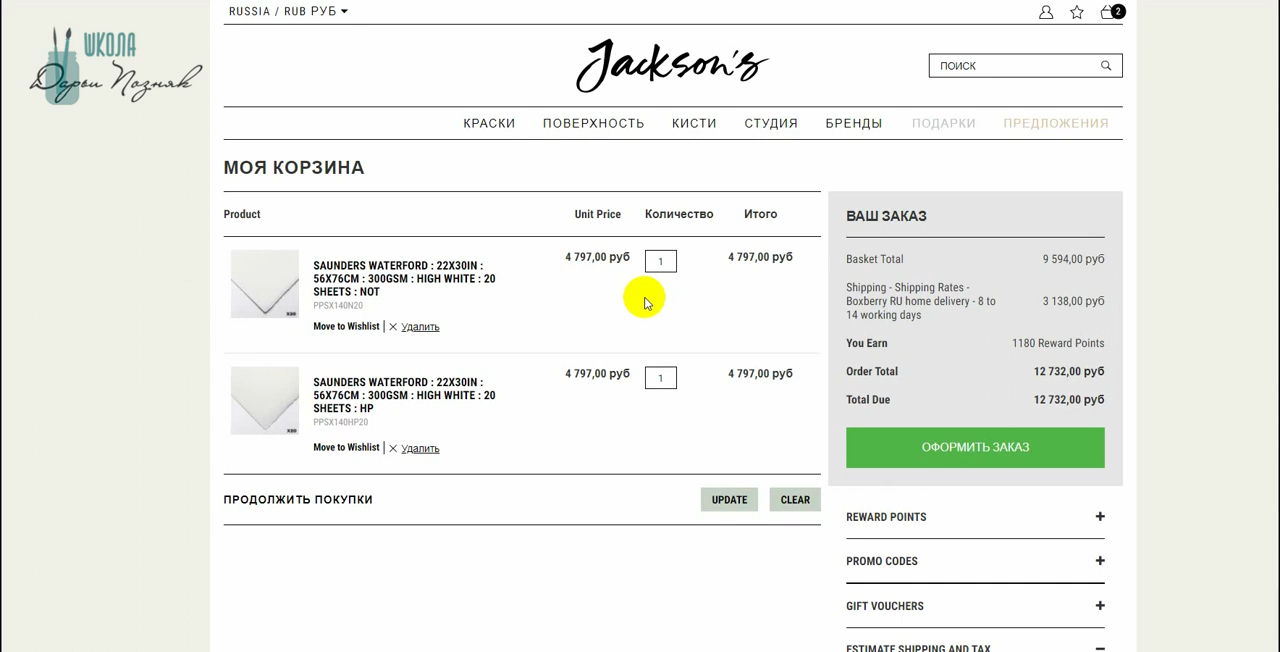 RUSSIA / RUB РУБ
2
ШКОЛА
Дарьи Позняк
Jackson's
ПОИСК
КРАСКИ ПОВЕРХНОСТЬ КИСТИ СТУДИЯ БРЕНДЫ ПОДАРКИ ПРЕДЛОЖЕНИЯ
МОЯ КОРЗИНА
Product Unit Price Количество Итого
SAUNDERS WATERFORD : 22X30IN :
56X76CM : 300GSM : HIGH WHITE : 20
SHEETS : NOT
PPSX140N20
Move to Wishlist | × Удалить
4 797,00 руб 1 4 797,00 руб
SAUNDERS WATERFORD : 22X30IN :
56X76CM : 300GSM : HIGH WHITE : 20
SHEETS : HP
PPSX140HP20
Move to Wishlist | × Удалить
4 797,00 руб 1 4 797,00 руб
ПРОДОЛЖИТЬ ПОКУПКИ UPDATE CLEAR
ВАШ ЗАКАЗ
Basket Total 9 594,00 руб
Shipping - Shipping Rates -
Boxberry RU home delivery - 8 to
14 working days
3 138,00 руб
You Earn 1180 Reward Points
Order Total 12 732,00 руб
Total Due 12 732,00 руб
ОФОРМИТЬ ЗАКАЗ
REWARD POINTS +
PROMO CODES +
GIFT VOUCHERS +
ESTIMATE SHIPPING AND TAX −